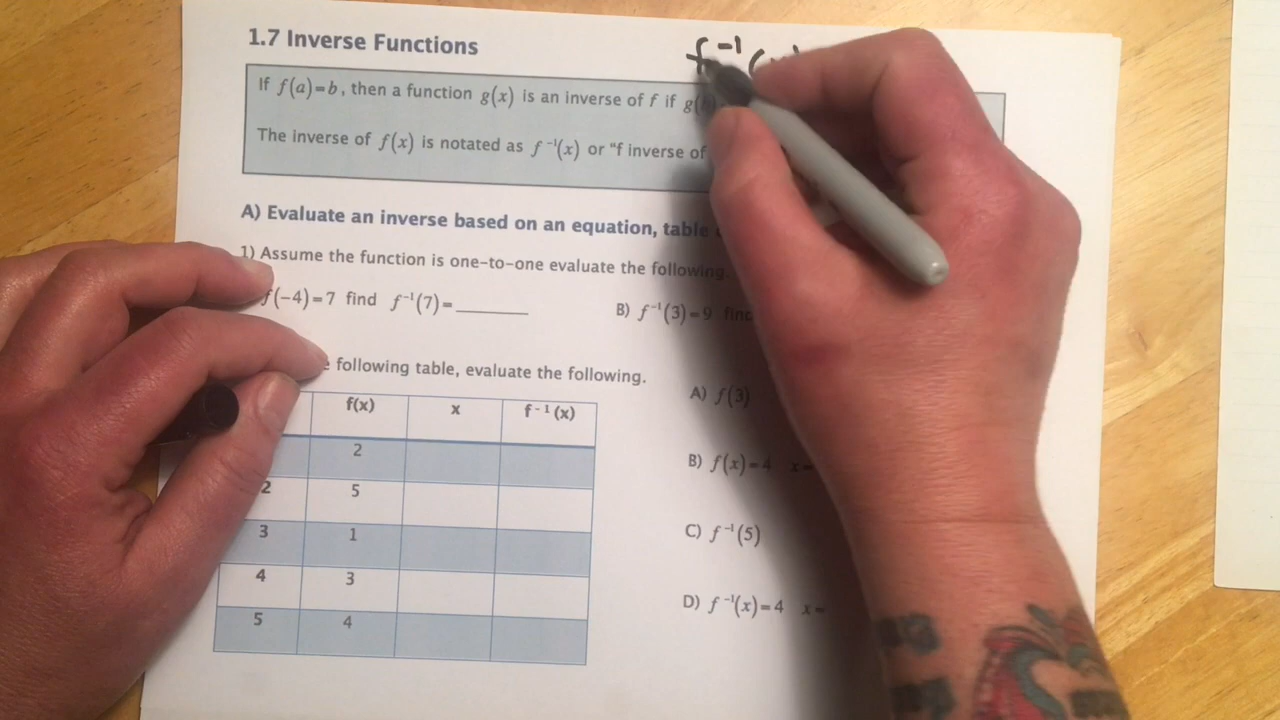 1.7 Inverse Functions
f⁻¹(
If f(a)=b, then a function g(x) is an inverse of f if g(
The inverse of f(x) is notated as f⁻¹(x) or "f inverse of
A) Evaluate an inverse based on an equation, table
1) Assume the function is one-to-one evaluate the following.
f(−4)=7 find f⁻¹(7)=______
B) f⁻¹(3)=9 find
following table, evaluate the following.
f(x) x f⁻¹(x)
2
2 5
3 1
4 3
5 4
A) f(3)
B) f(x)=4 x=
C) f⁻¹(5)
D) f⁻¹(x)=4 x=